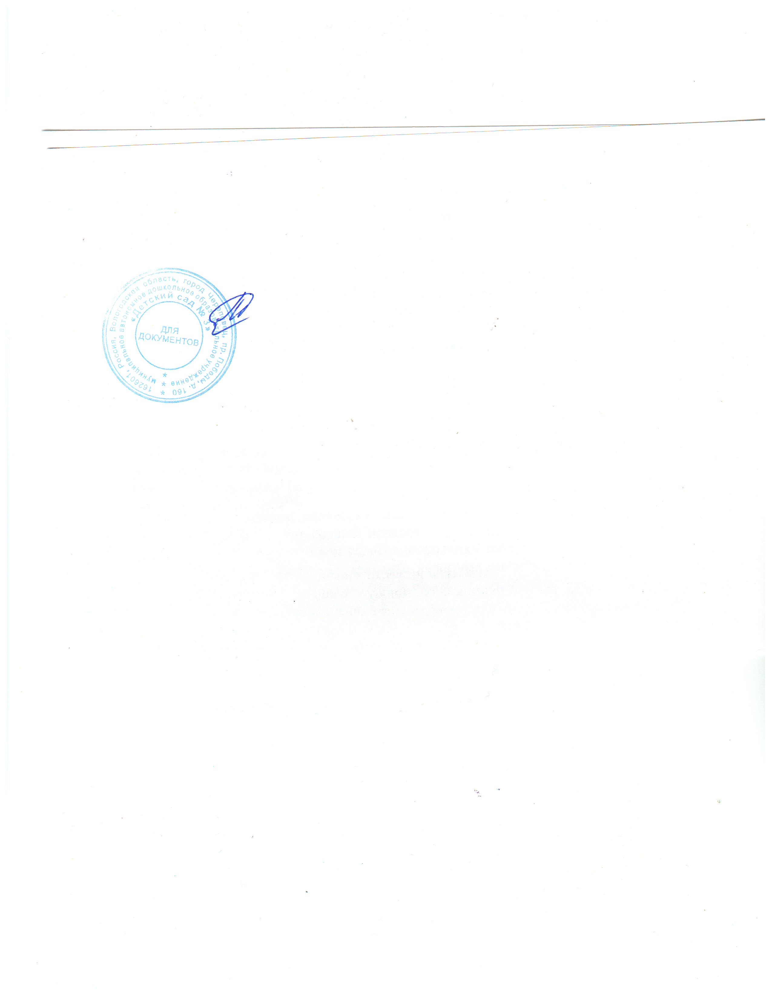 162601, Россия, Вологодская область, город Череповец, пр. Победы, д. 160 *
муниципальное автономное дошкольное образовательное учреждение *
«Детский сад № 3» *
ДЛЯ
ДОКУМЕНТОВ